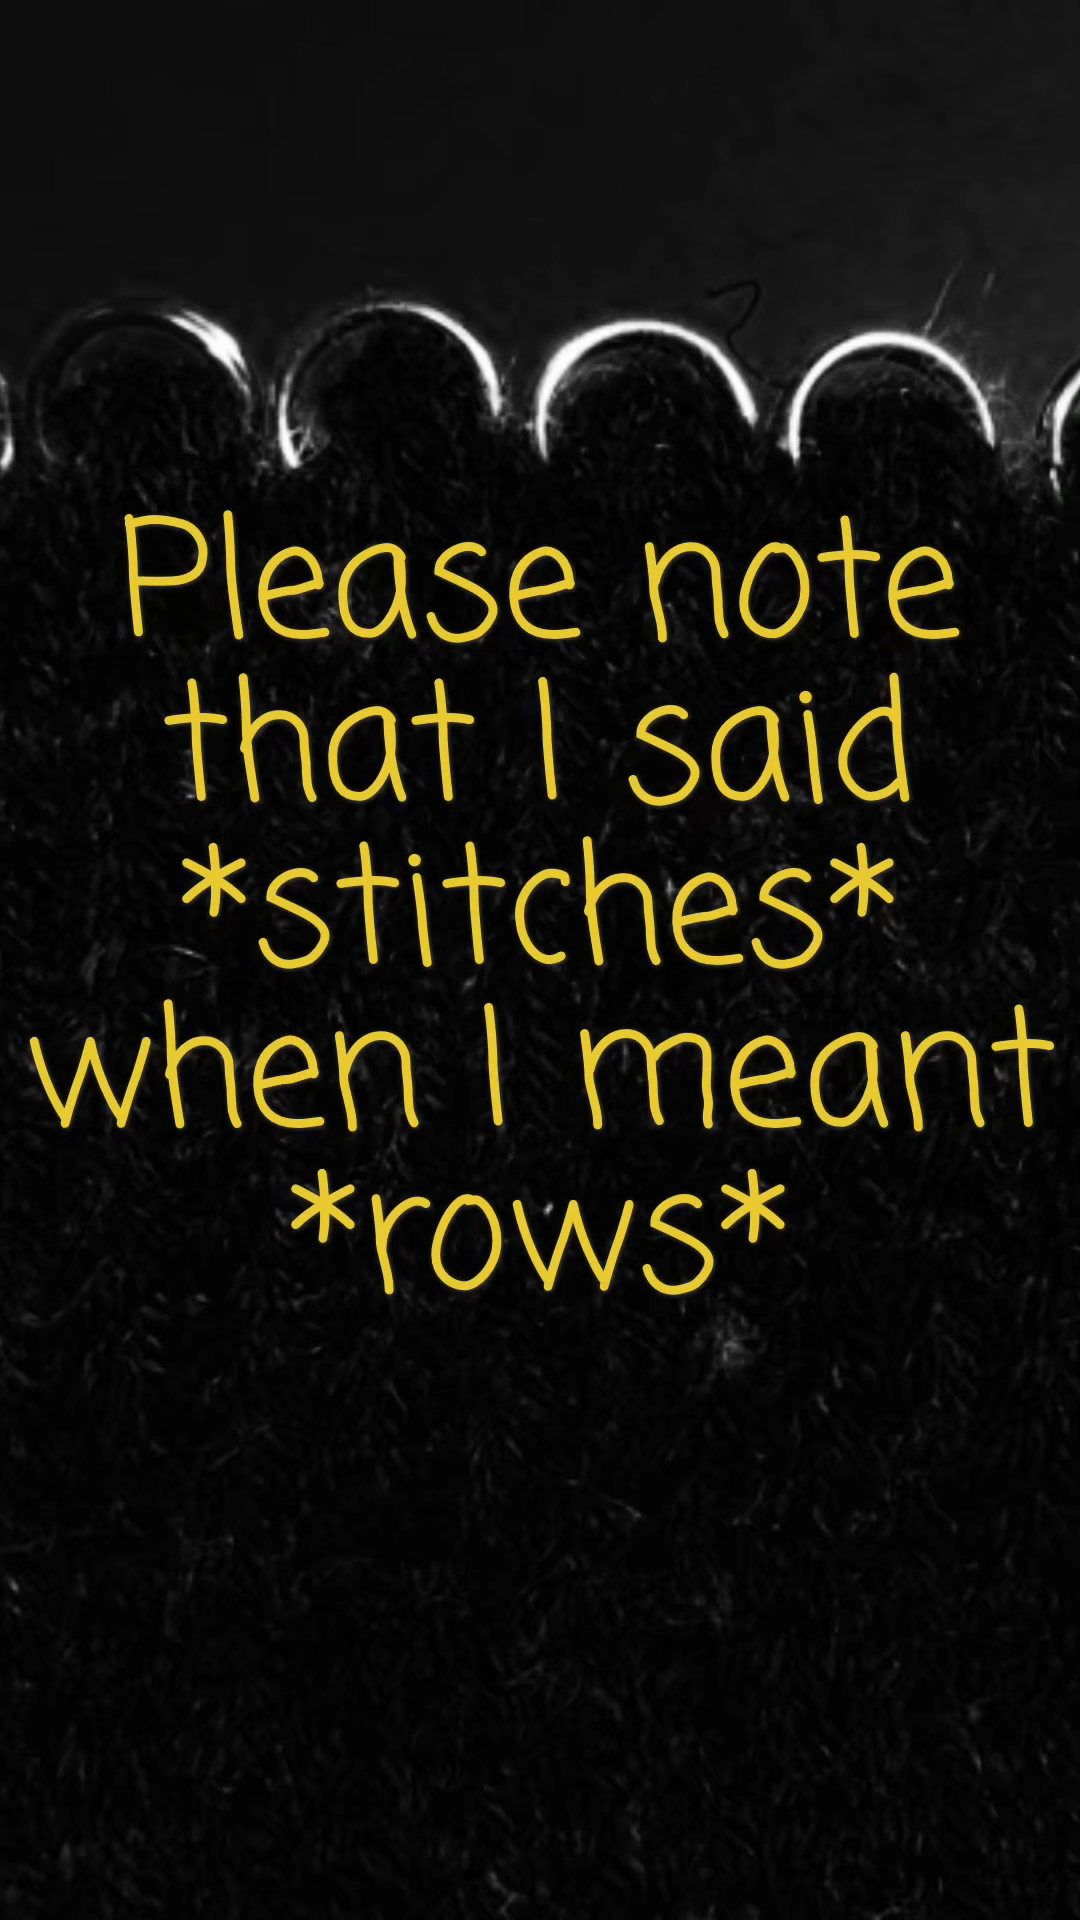 Please note
that I said
*stitches*
when I meant
*rows*